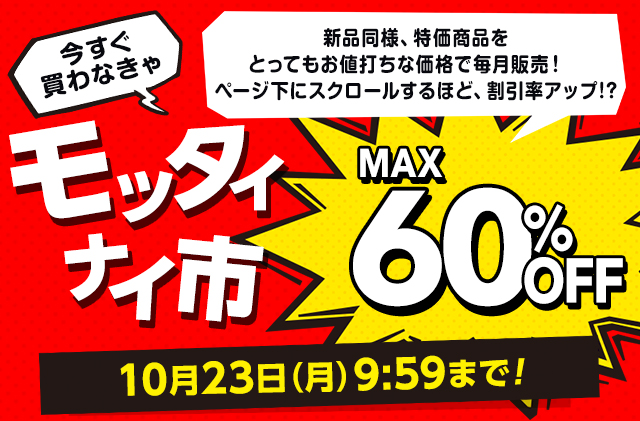 今すぐ
買わなきゃ
新品同様、特価商品を
とってもお値打ちな価格で毎月販売！
ページ下にスクロールするほど、割引率アップ!?
モッタイ
ナイ市
MAX
60%OFF
10月23日（月）9:59まで！